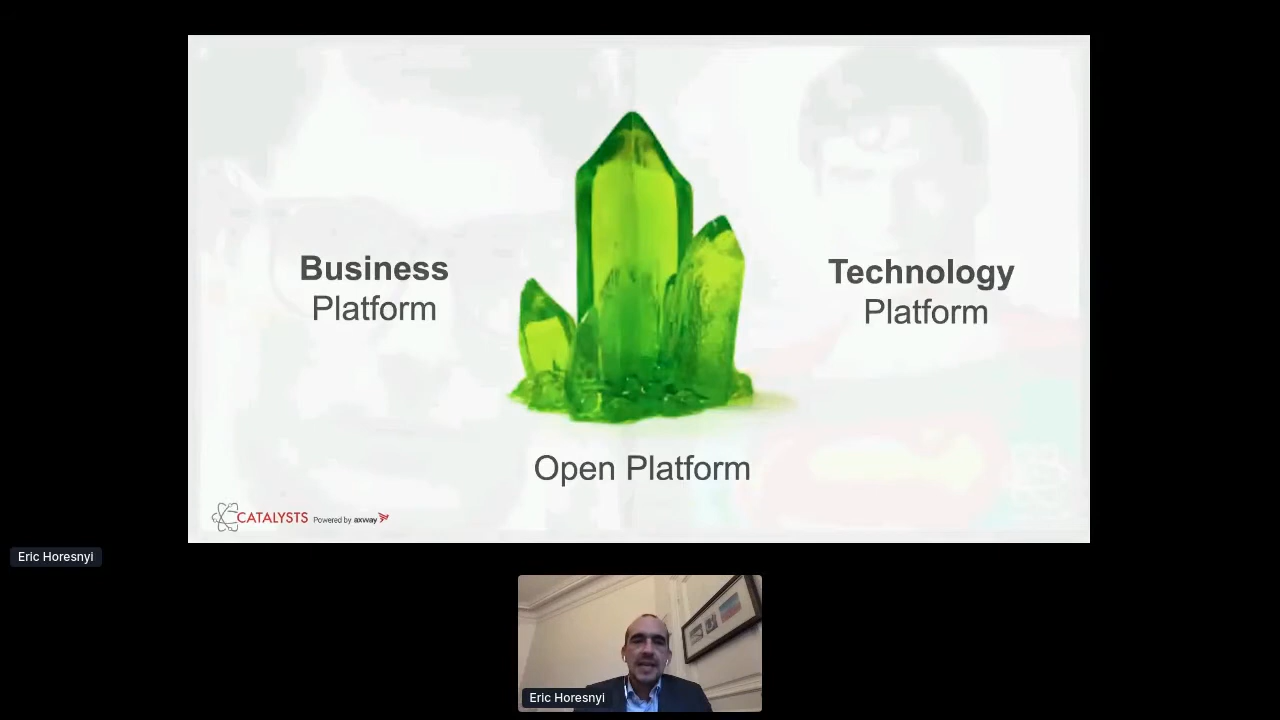 Business
Platform
Technology
Platform
Open Platform
CATALYSTS Powered by axway
Eric Horesnyi
Eric Horesnyi